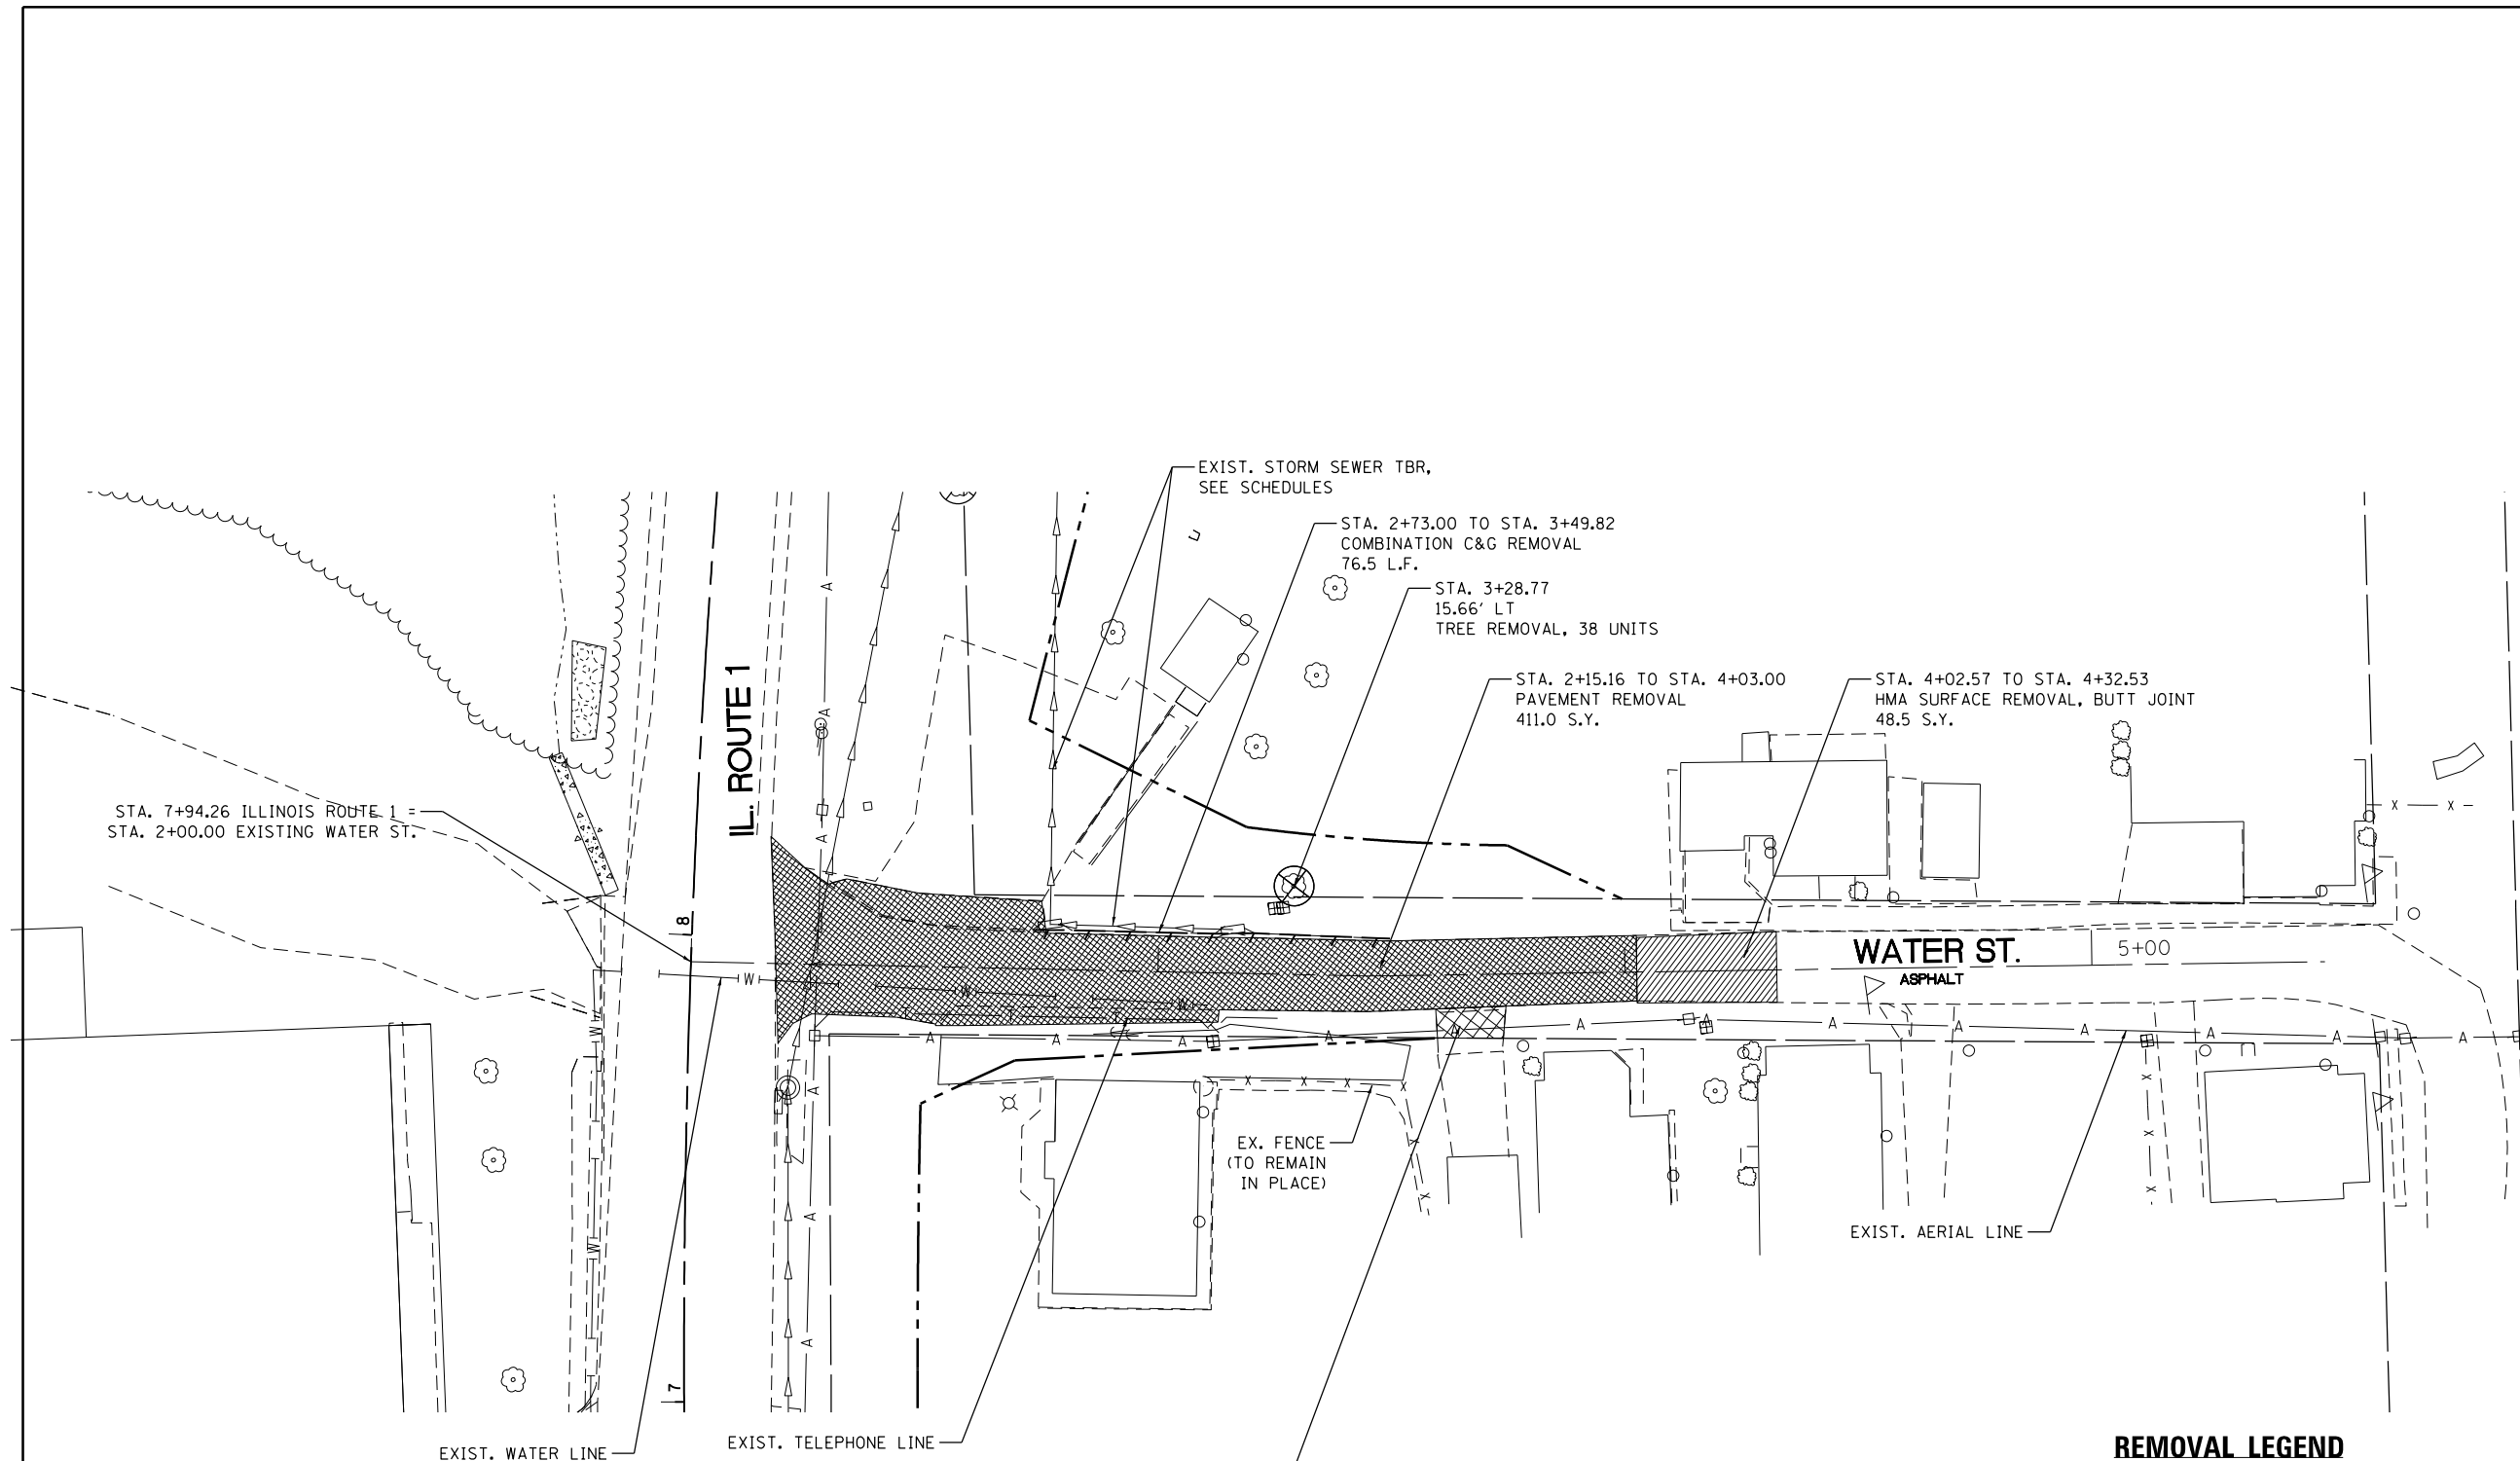 EXIST. STORM SEWER TBR,
SEE SCHEDULES
STA. 2+73.00 TO STA. 3+49.82
COMBINATION C&G REMOVAL
76.5 L.F.
STA. 3+28.77
15.66' LT
TREE REMOVAL, 38 UNITS
STA. 2+15.16 TO STA. 4+03.00
PAVEMENT REMOVAL
411.0 S.Y.
STA. 4+02.57 TO STA. 4+32.53
HMA SURFACE REMOVAL, BUTT JOINT
48.5 S.Y.
IL. ROUTE 1
STA. 7+94.26 ILLINOIS ROUTE 1 =
STA. 2+00.00 EXISTING WATER ST.
8
WATER ST.
ASPHALT
5+00
EX. FENCE
(TO REMAIN
IN PLACE)
EXIST. AERIAL LINE
7
EXIST. WATER LINE
EXIST. TELEPHONE LINE
REMOVAL LEGEND